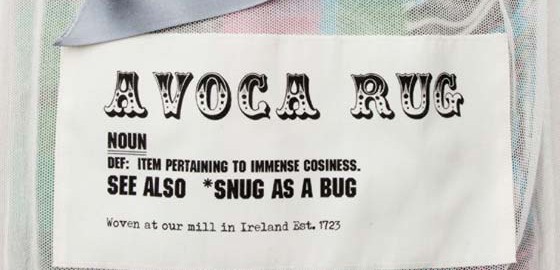 AVOCA RUG
NOUN
DEF: ITEM PERTAINING TO IMMENSE COSINESS.
SEE ALSO *SNUG AS A BUG
Woven at our mill in Ireland Est. 1723